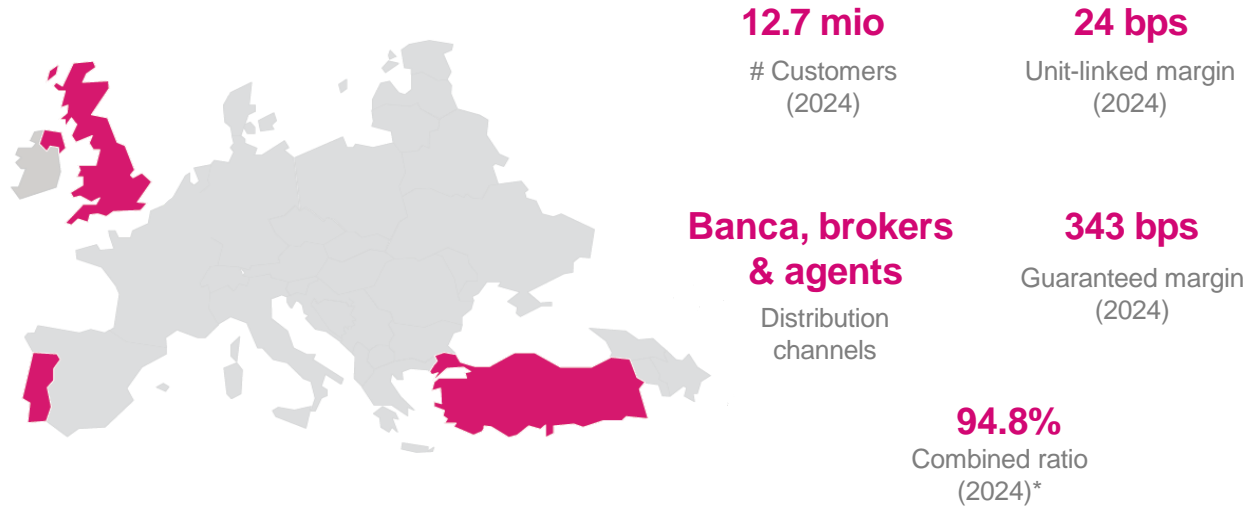 12.7 mio
# Customers
(2024)
24 bps
Unit-linked margin
(2024)
Banca, brokers
& agents
Distribution
channels
343 bps
Guaranteed margin
(2024)
94.8%
Combined ratio
(2024)*